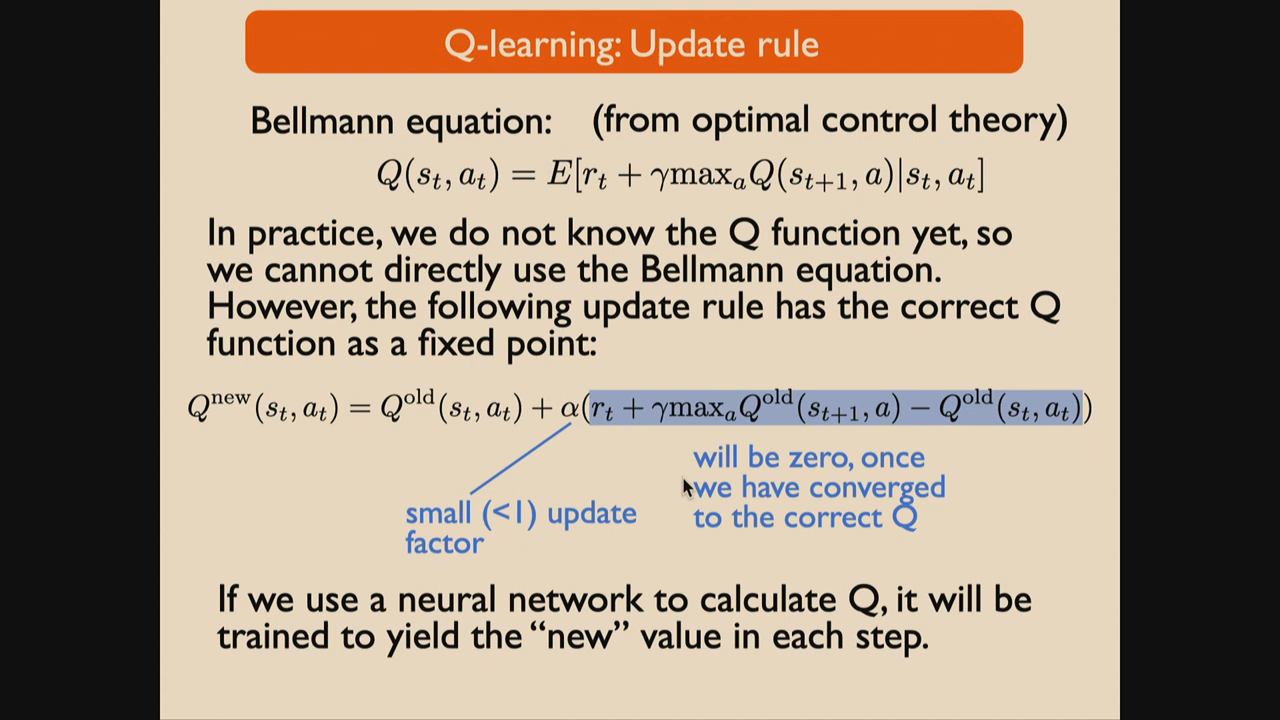 Q-learning: Update rule
Bellmann equation: (from optimal control theory)
Q(s_t, a_t) = E[r_t + γmax_a Q(s_{t+1}, a)|s_t, a_t]
In practice, we do not know the Q function yet, so
we cannot directly use the Bellmann equation.
However, the following update rule has the correct Q
function as a fixed point:
Q^new(s_t, a_t) = Q^old(s_t, a_t) + α(r_t + γmax_a Q^old(s_{t+1}, a) − Q^old(s_t, a_t))
small (<1) update
factor
will be zero, once
we have converged
to the correct Q
If we use a neural network to calculate Q, it will be
trained to yield the “new” value in each step.